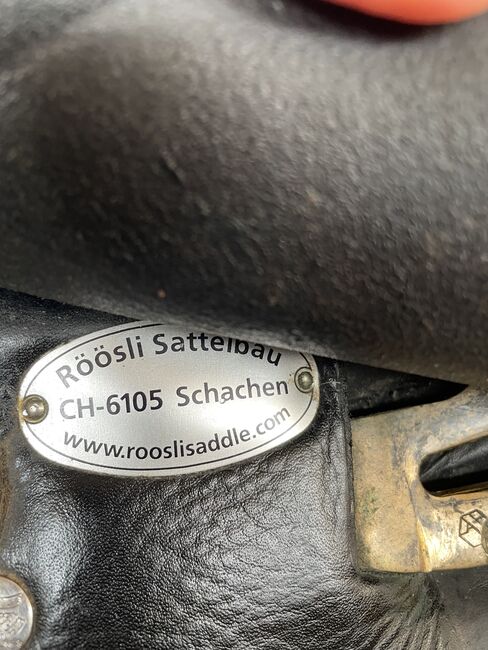 Röösli Sattelbau
CH-6105 Schachen
www.rooslisaddle.com